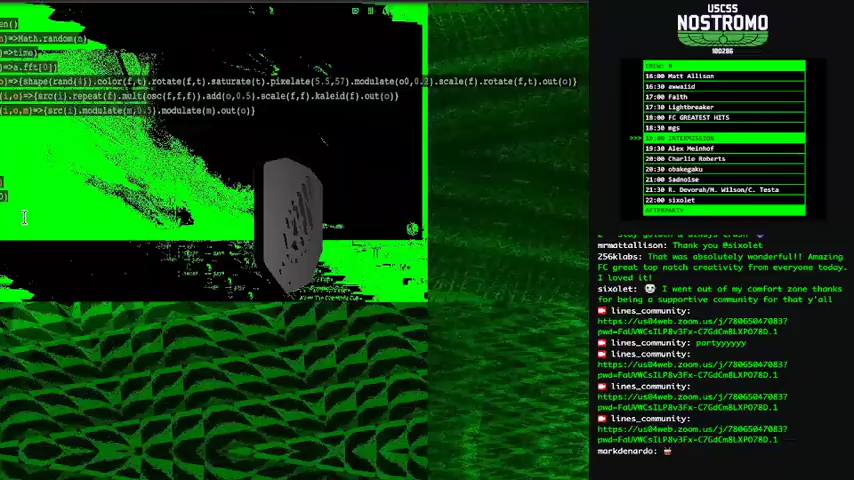 en()
)=>Math.random(n)
=>time)
)=>a.fft[0])
o)=>{shape(rand(4)).color(f,t).rotate(f,t).saturate(t).pixelate(5.5,57).modulate(o0,0.2).scale(f).rotate(f,t).out(o)}
(i,o)=>{src(i).repeat(f).mult(osc(f,f,f)).add(o,0.5).scale(f,f).kaleid(f).out(o)}
(i,o,m)=>{src(i).modulate(m,0.5).modulate(m).out(o)}
USCSS
NOSTROMO
180286
16:00 Matt Allison
16:30 awwaiid
17:00 Faith
17:30 Lightbreaker
18:00 FC GREATEST HITS
18:30 mgs
>>> 19:00 INTERMISSION
19:30 Alex Meinhof
20:00 Charlie Roberts
20:30 obakegaku
21:00 Sadnoise
21:30 R. Devorah/M. Wilson/C. Testa
22:00 sixolet
AFTERPARTY
mrmattallison: Thank you @sixolet
256klabs: That was absolutely wonderful!! Amazing
FC great top notch creativity from everyone today.
I loved it!
sixolet: I went out of my comfort zone thanks
for being a supportive community for that y'all
lines_community:
https://us04web.zoom.us/j/78065047083?
pwd=FaUVWCsILP8v3Fx-C7GdCm8LXPO78D.1
lines_community: partyyyyyy
lines_community:
https://us04web.zoom.us/j/78065047083?
pwd=FaUVWCsILP8v3Fx-C7GdCm8LXPO78D.1
lines_community:
https://us04web.zoom.us/j/78065047083?
pwd=FaUVWCsILP8v3Fx-C7GdCm8LXPO78D.1
lines_community:
https://us04web.zoom.us/j/78065047083?
pwd=FaUVWCsILP8v3Fx-C7GdCm8LXPO78D.1
markdenardo: